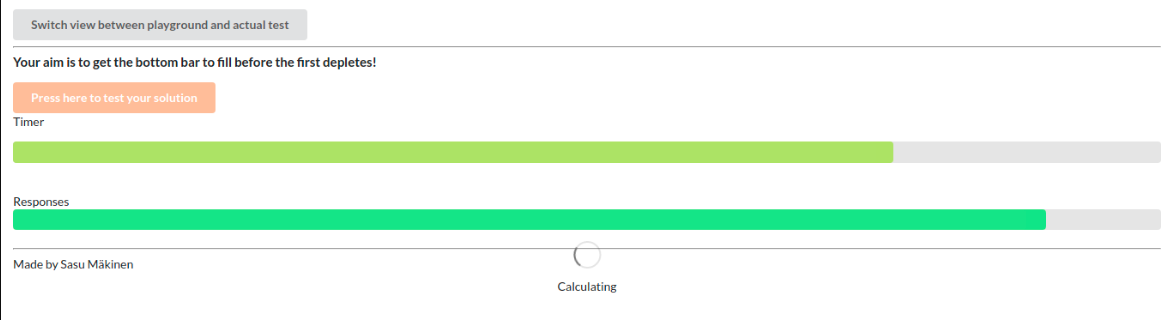 Switch view between playground and actual test
Your aim is to get the bottom bar to fill before the first depletes!
Press here to test your solution
Timer
Responses
Made by Sasu Mäkinen
Calculating